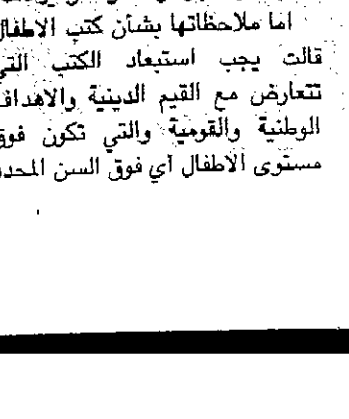 اما ملاحظاتها بشأن كتب الاطفال
قالت يجب استبعاد الكتب التي
تتعارض مع القيم الدينية والاهداف
الوطنية والقومية والتي تكون فوق
مستوى الاطفال آي فوق السن المحدد